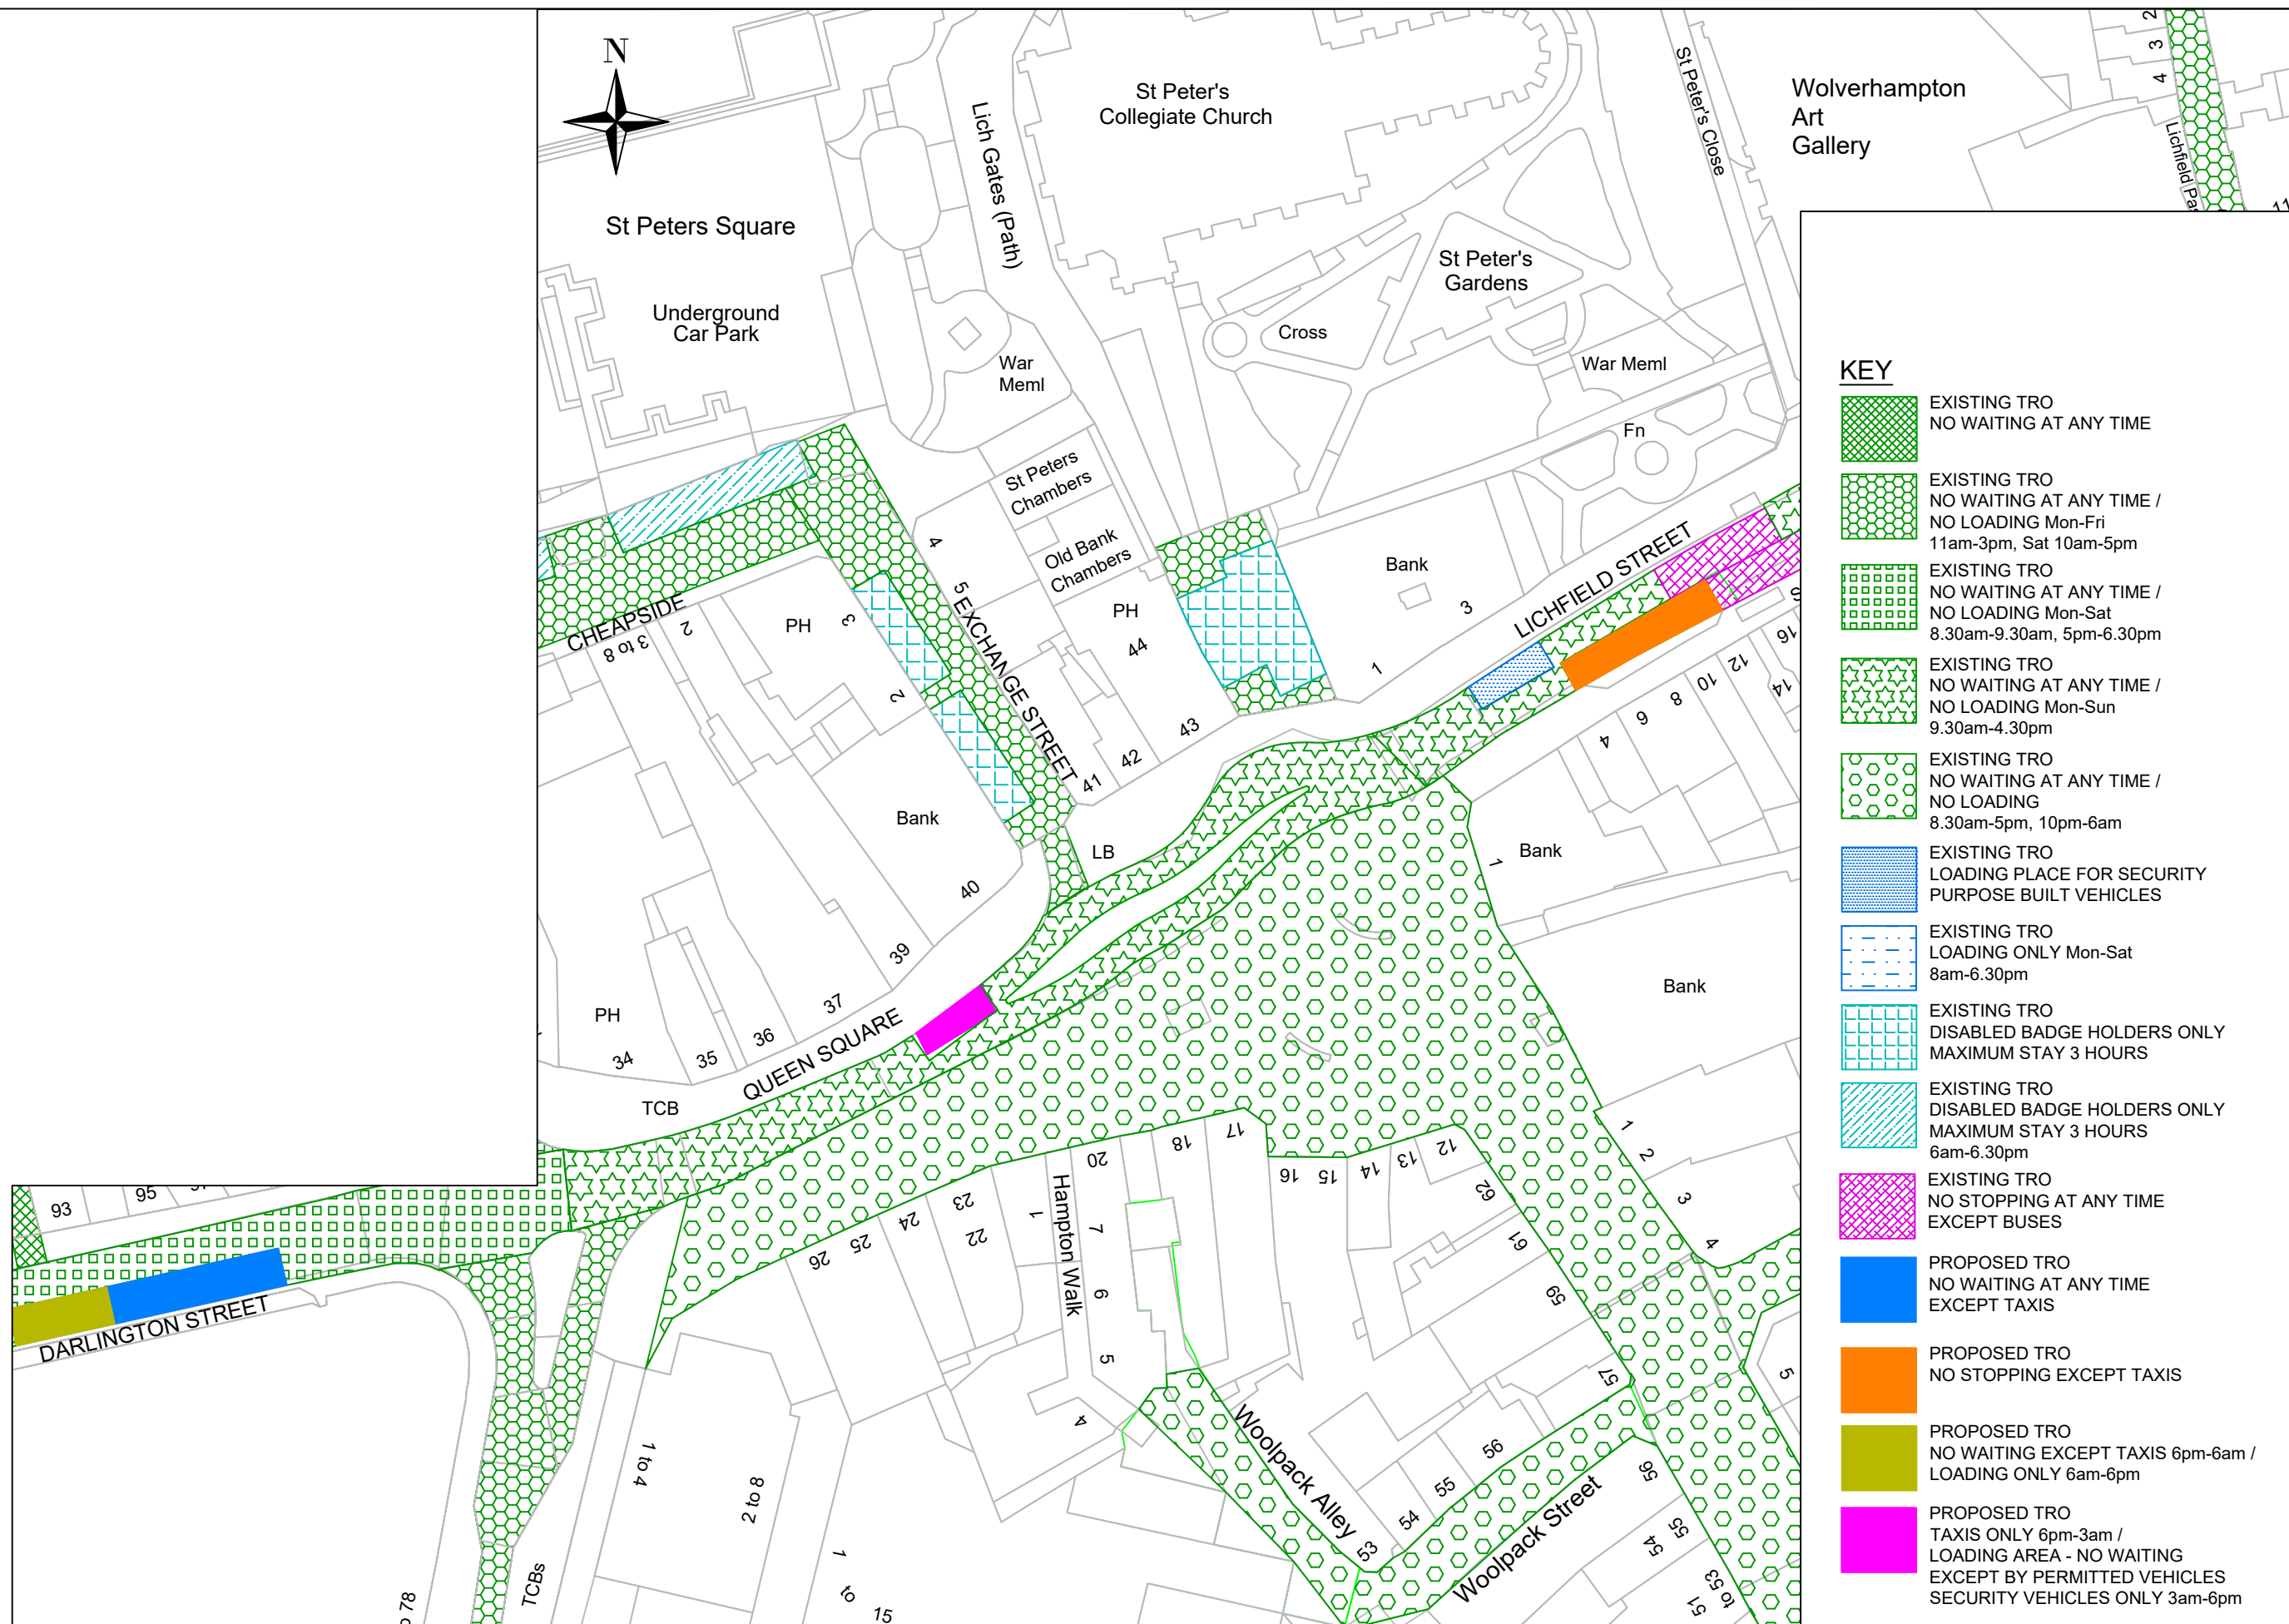 N
St Peter's
Collegiate Church
Lich Gates (Path)
St Peter's Close
Wolverhampton
Art
Gallery
2
3
4
Lichfield Pas
11
St Peters Square
Underground
Car Park
War
Meml
St Peter's
Gardens
Cross
War Meml
Fn
St Peters
Chambers
Old Bank
Chambers
PH
44
43
42
41
4
5
EXCHANGE STREET
CHEAPSIDE
3 to 8
2
PH
3
2
Bank
40
39
37
36
35
34
PH
LB
TCB
QUEEN SQUARE
Bank
3
1
LICHFIELD STREET
4
6
8
10
12
14
16
Bank
1
Bank
1
2
3
4
5
93
95
DARLINGTON STREET
26
25
24
23
22
1
Hampton Walk
20
18
17
16
15
14
13
12
7
6
5
4
62
61
59
57
56
55
54
53
Woolpack Alley
Woolpack Street
56
55
54
51
to 53
1 to 4
2 to 8
1
to
15
TCBs
78
KEY
EXISTING TRO
NO WAITING AT ANY TIME
EXISTING TRO
NO WAITING AT ANY TIME /
NO LOADING Mon-Fri
11am-3pm, Sat 10am-5pm
EXISTING TRO
NO WAITING AT ANY TIME /
NO LOADING Mon-Sat
8.30am-9.30am, 5pm-6.30pm
EXISTING TRO
NO WAITING AT ANY TIME /
NO LOADING Mon-Sun
9.30am-4.30pm
EXISTING TRO
NO WAITING AT ANY TIME /
NO LOADING
8.30am-5pm, 10pm-6am
EXISTING TRO
LOADING PLACE FOR SECURITY
PURPOSE BUILT VEHICLES
EXISTING TRO
LOADING ONLY Mon-Sat
8am-6.30pm
EXISTING TRO
DISABLED BADGE HOLDERS ONLY
MAXIMUM STAY 3 HOURS
EXISTING TRO
DISABLED BADGE HOLDERS ONLY
MAXIMUM STAY 3 HOURS
6am-6.30pm
EXISTING TRO
NO STOPPING AT ANY TIME
EXCEPT BUSES
PROPOSED TRO
NO WAITING AT ANY TIME
EXCEPT TAXIS
PROPOSED TRO
NO STOPPING EXCEPT TAXIS
PROPOSED TRO
NO WAITING EXCEPT TAXIS 6pm-6am /
LOADING ONLY 6am-6pm
PROPOSED TRO
TAXIS ONLY 6pm-3am /
LOADING AREA - NO WAITING
EXCEPT BY PERMITTED VEHICLES
SECURITY VEHICLES ONLY 3am-6pm